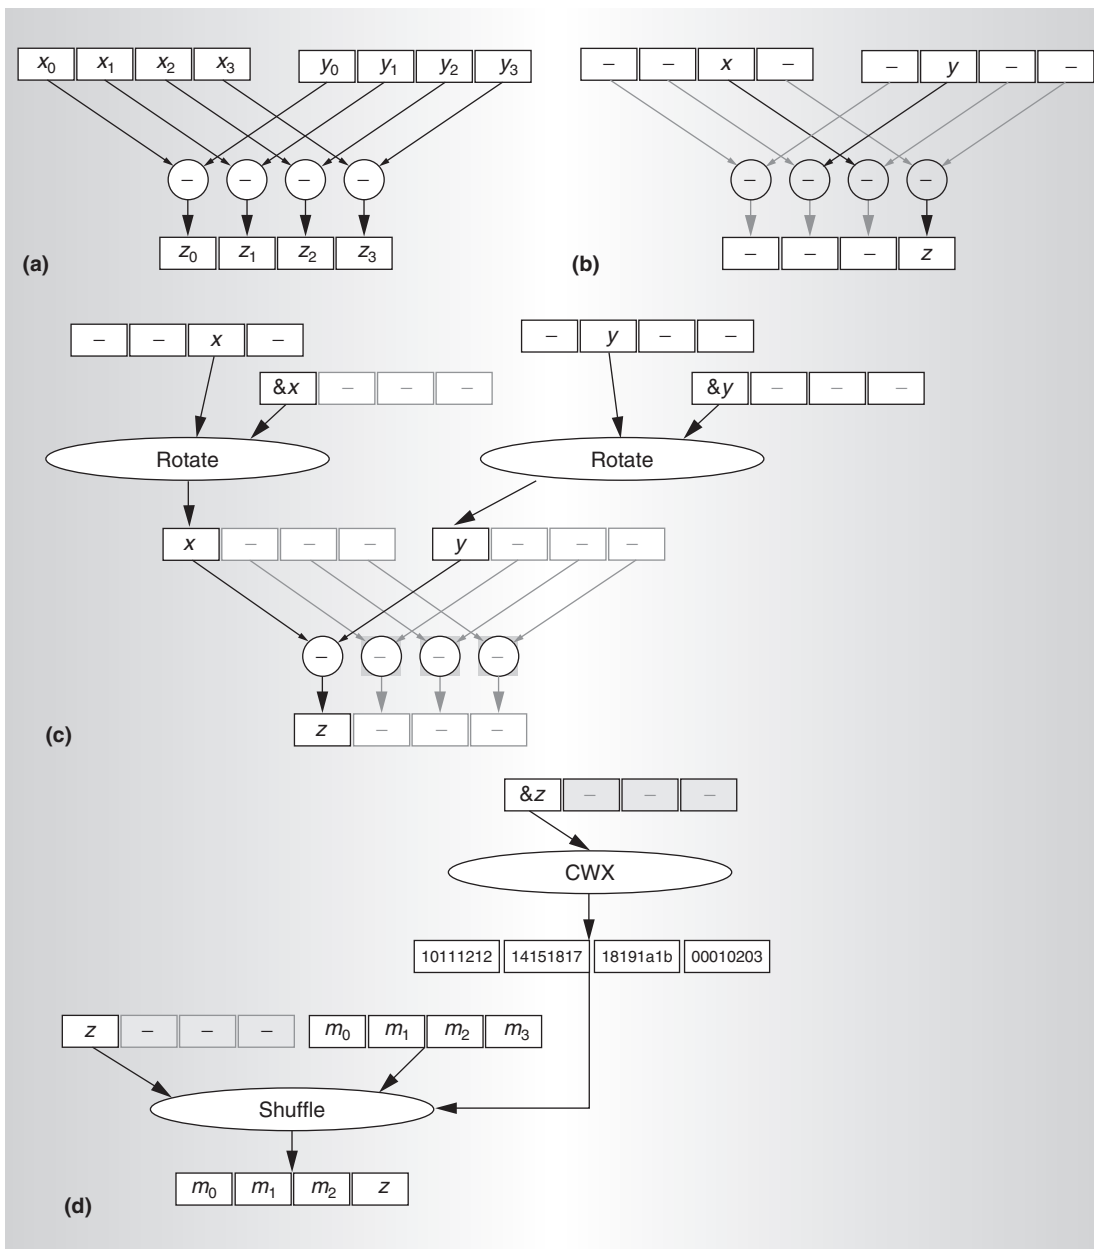 x0 x1 x2 x3 y0 y1 y2 y3
– – – –
z0 z1 z2 z3
(a)
– – x – – y – –
– – – –
– – – z
(b)
– – x – – y – –
&x – – – &y – – –
Rotate Rotate
x – – – y – – –
– – – –
z – – –
(c)
&z – – –
CWX
10111212 14151817 18191a1b 00010203
z – – – m0 m1 m2 m3
Shuffle
m0 m1 m2 z
(d)